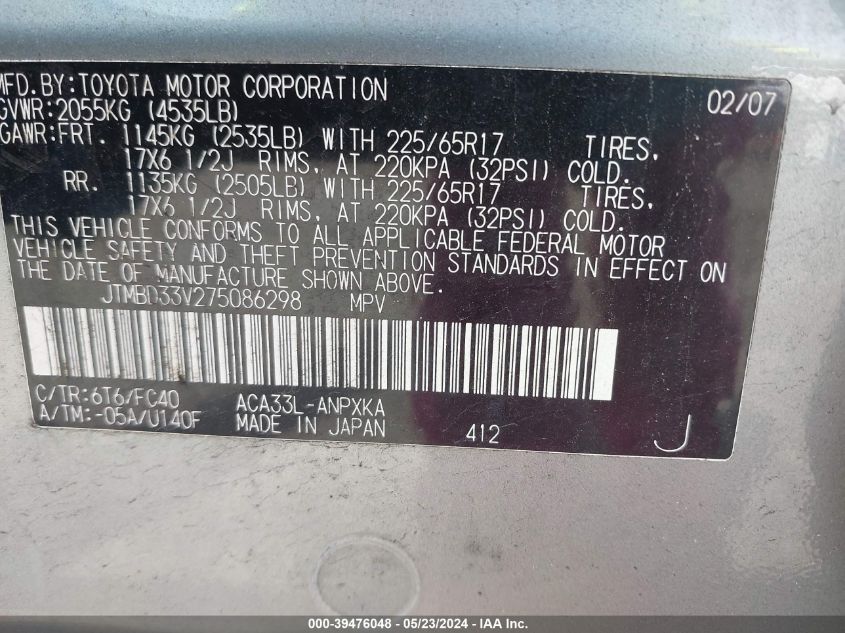 MFD.BY:TOYOTA MOTOR CORPORATION 02/07
GVWR:2055KG (4535LB)
GAWR:FRT. 1145KG (2535LB) WITH 225/65R17 TIRES,
17X6 1/2J RIMS, AT 220KPA (32PSI) COLD.
RR. 1135KG (2505LB) WITH 225/65R17 TIRES,
17X6 1/2J RIMS, AT 220KPA (32PSI) COLD.
THIS VEHICLE CONFORMS TO ALL APPLICABLE FEDERAL MOTOR
VEHICLE SAFETY AND THEFT PREVENTION STANDARDS IN EFFECT ON
THE DATE OF MANUFACTURE SHOWN ABOVE.
JTMBD33V275086298 MPV
C/TR:6T6/FC40 ACA33L-ANPXKA
A/TM:-05A/U140F MADE IN JAPAN 412 J
000-39476048 - 05/23/2024 - IAA Inc.